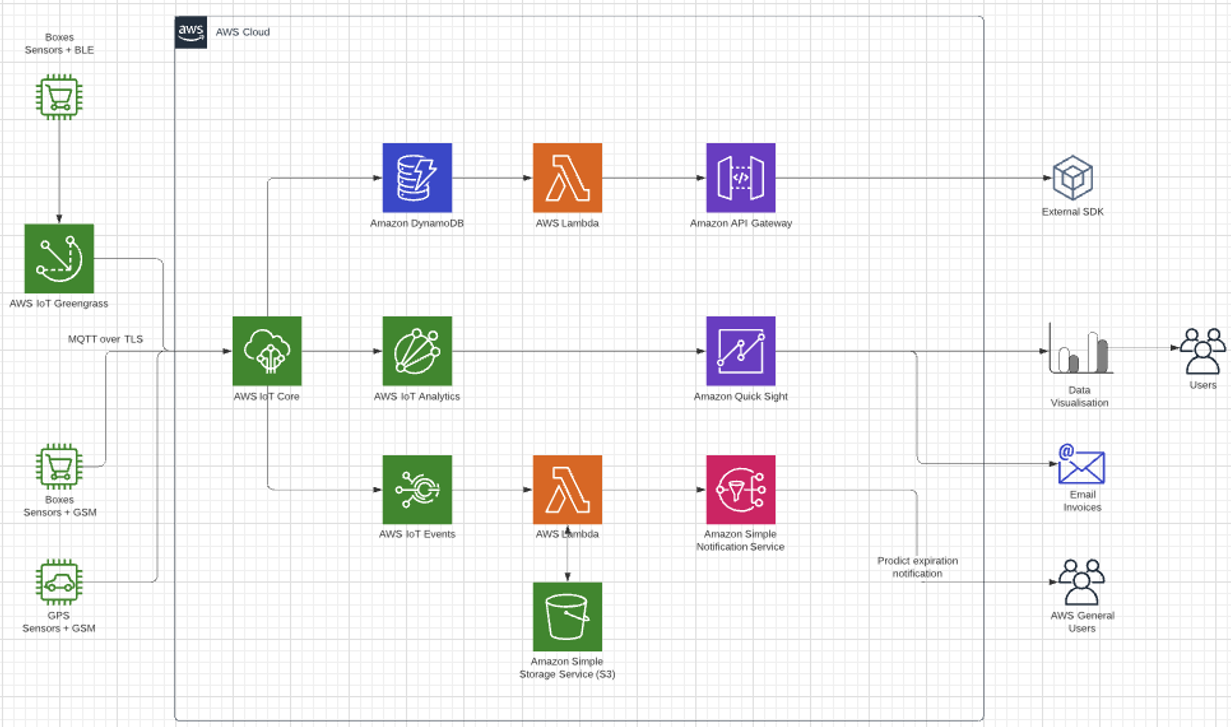 aws
AWS Cloud
Boxes
Sensors + BLE
Amazon DynamoDB
AWS Lambda
</>
Amazon API Gateway
External SDK
AWS IoT Greengrass
MQTT over TLS
AWS IoT Core
AWS IoT Analytics
Amazon Quick Sight
Data
Visualisation
Users
Boxes
Sensors + GSM
AWS IoT Events
AWS Lambda
Amazon Simple
Notification Service
@
Email
Invoices
Prodict expiration
notification
GPS
Sensors + GSM
AWS General
Users
Amazon Simple
Storage Service (S3)